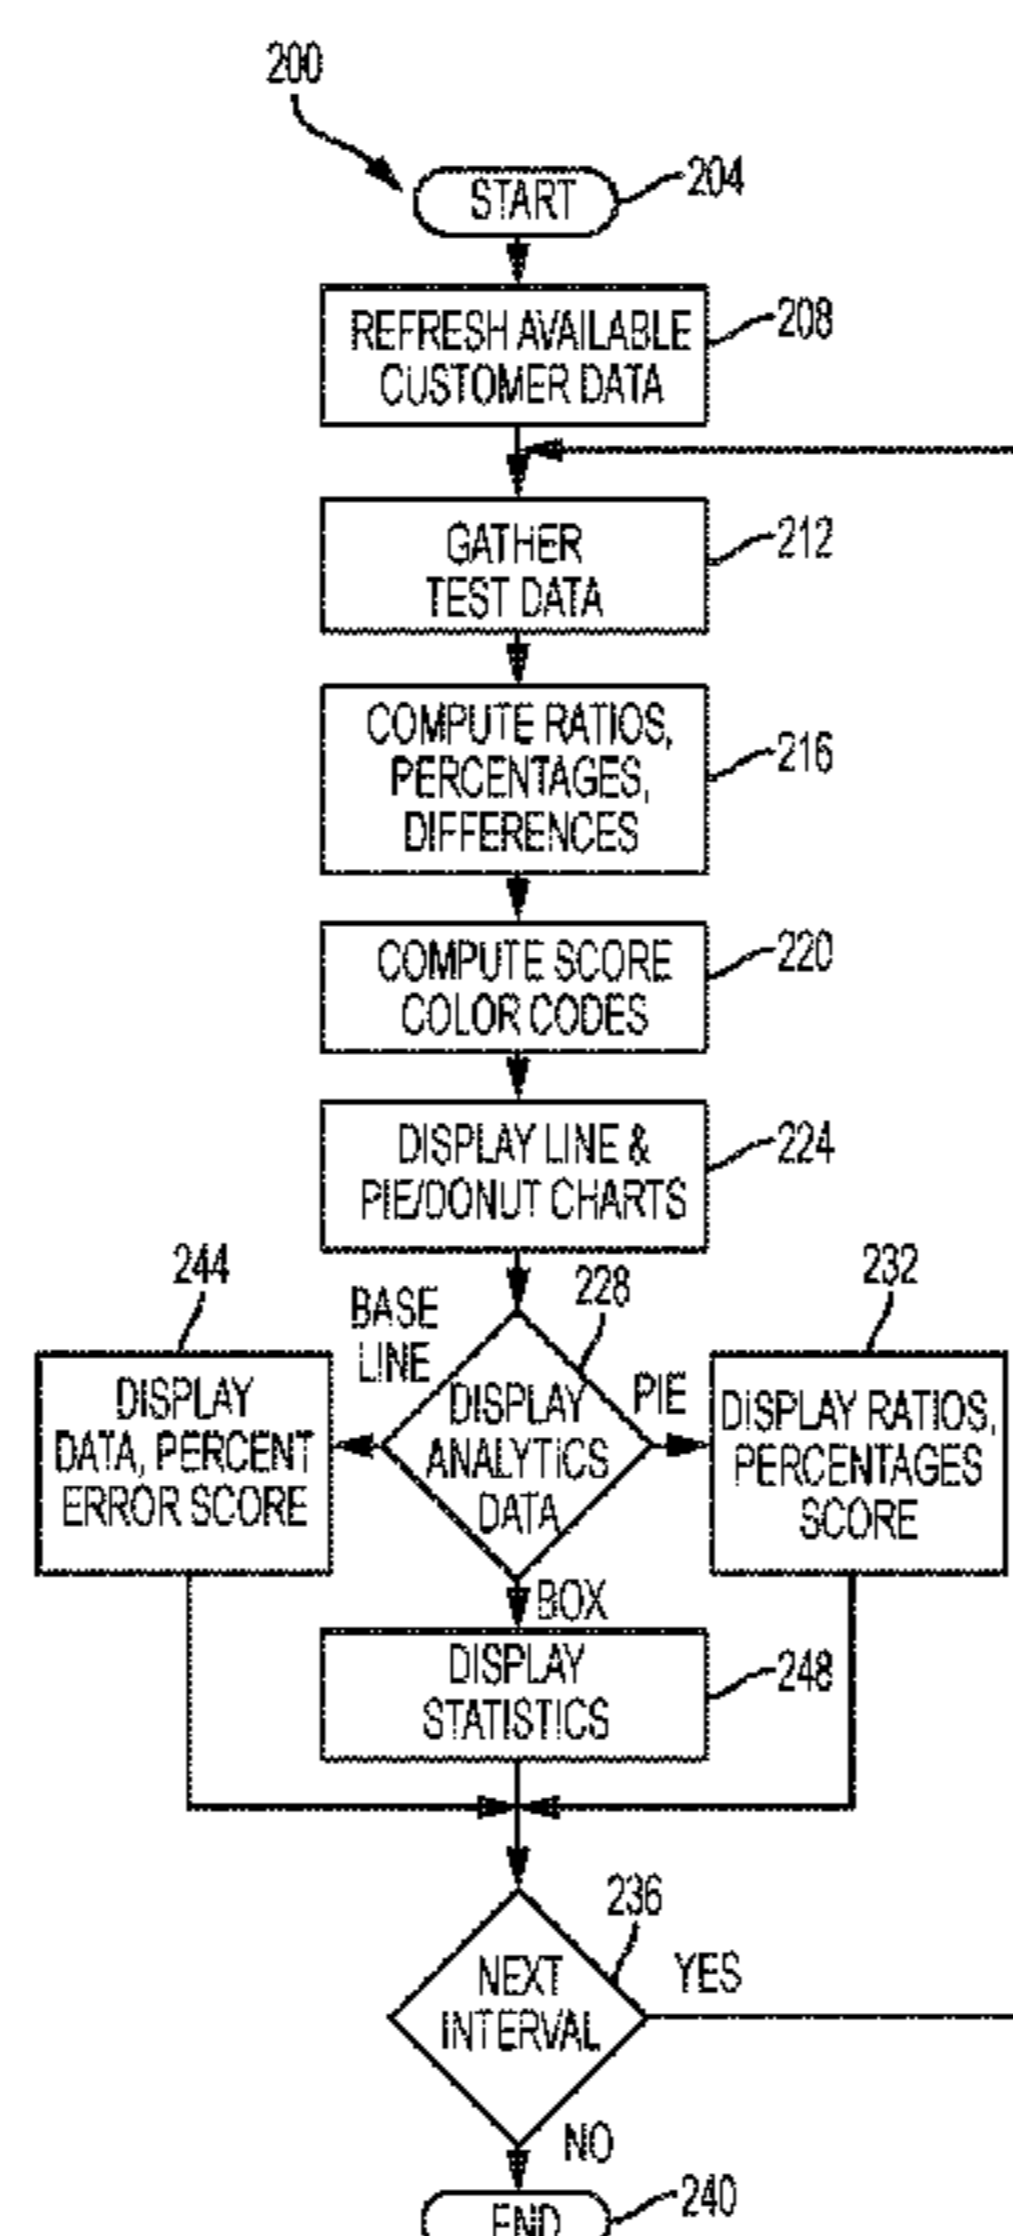 200
START
204
REFRESH AVAILABLE
CUSTOMER DATA
208
GATHER
TEST DATA
212
COMPUTE RATIOS,
PERCENTAGES,
DIFFERENCES
216
COMPUTE SCORE
COLOR CODES
220
DISPLAY LINE &
PIE/DONUT CHARTS
224
244
BASE
LINE
228
232
DISPLAY
DATA, PERCENT
ERROR SCORE
DISPLAY
ANALYTICS
DATA
PIE
DISPLAY RATIOS,
PERCENTAGES
SCORE
BOX
DISPLAY
STATISTICS
248
236
NEXT
INTERVAL
YES
NO
END
240